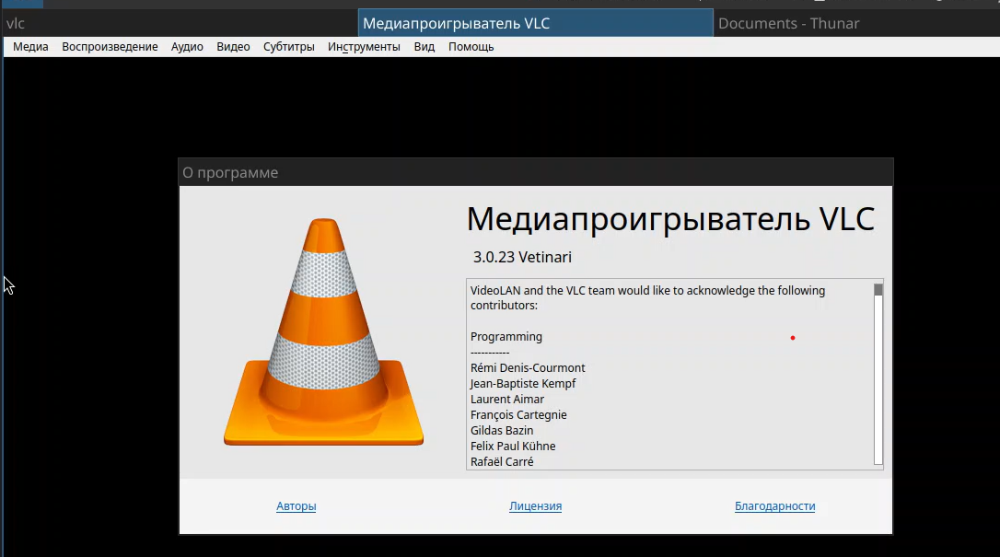 vlc
Медиапроигрыватель VLC
Documents - Thunar
Медиа Воспроизведение Аудио Видео Субтитры Инструменты Вид Помощь
О программе
Медиапроигрыватель VLC
3.0.23 Vetinari
VideoLAN and the VLC team would like to acknowledge the following
contributors:
Programming
-----------
Rémi Denis-Courmont
Jean-Baptiste Kempf
Laurent Aimar
François Cartegnie
Gildas Bazin
Felix Paul Kühne
Rafaël Carré
Авторы Лицензия Благодарности